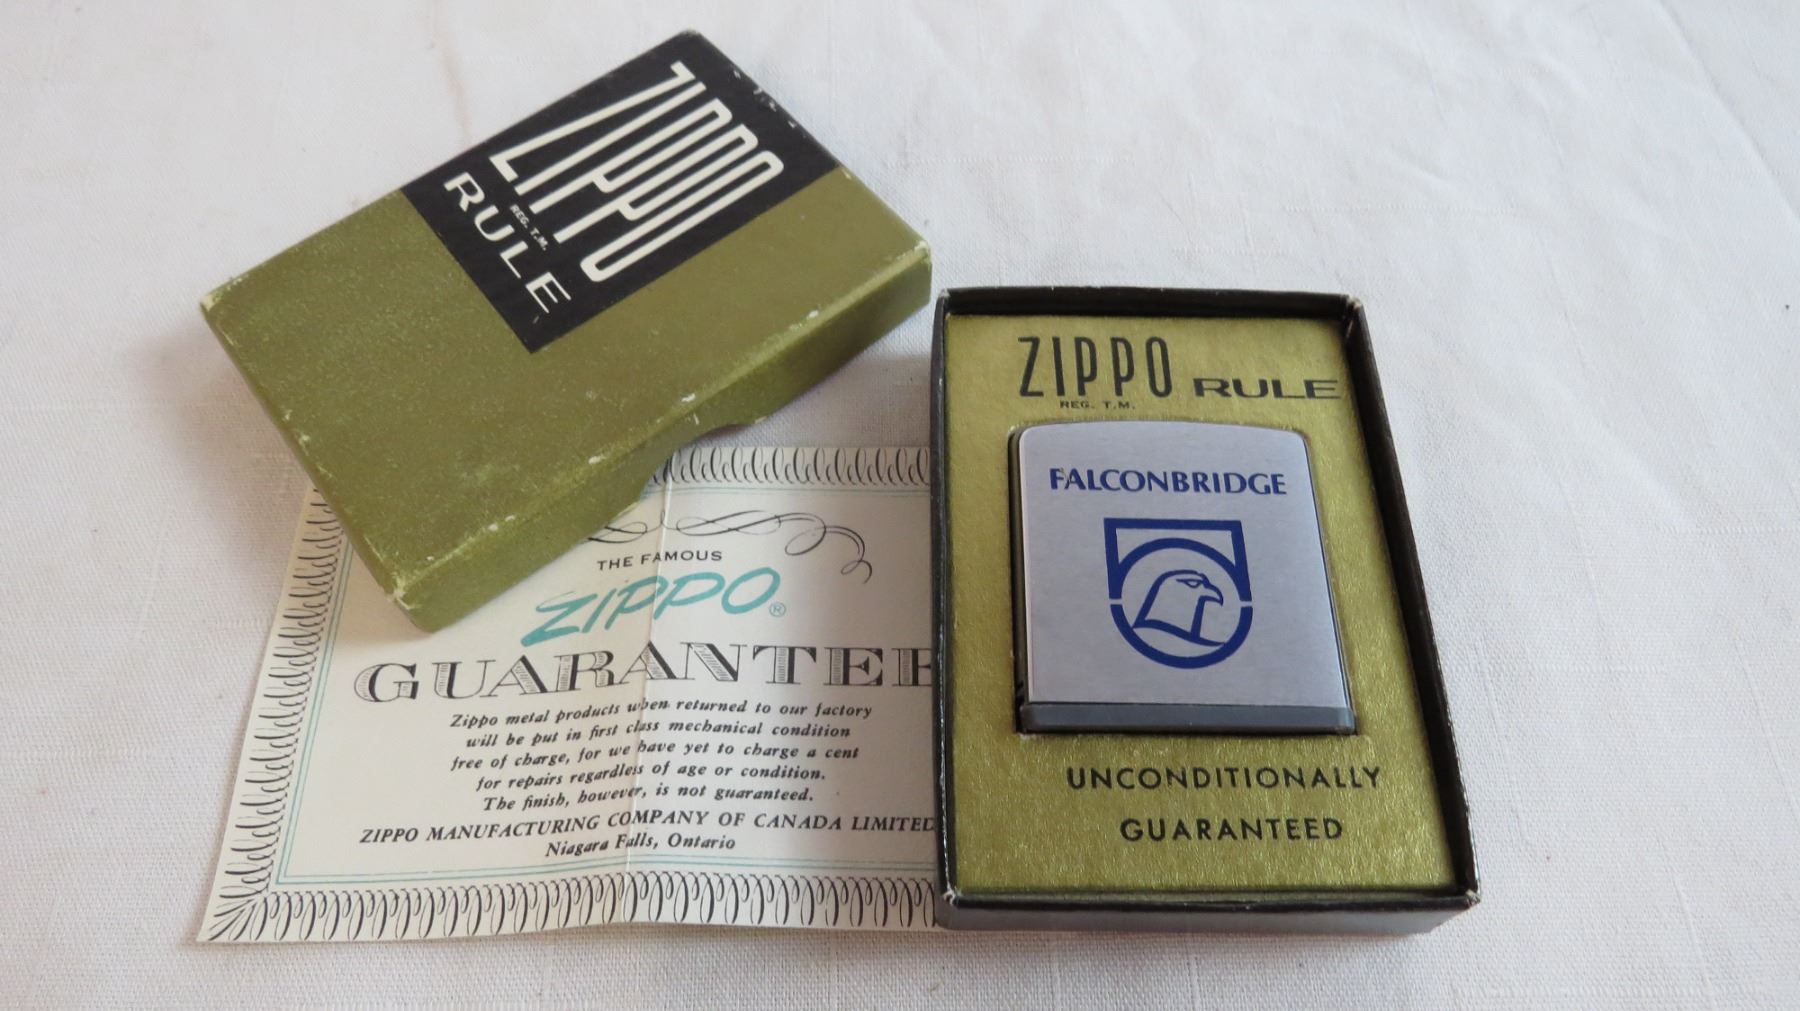 ZIPPO
REG. T.M.
RULE
ZIPPO RULE
REG. T.M.
FALCONBRIDGE
UNCONDITIONALLY
GUARANTEED
THE FAMOUS
ZIPPO®
GUARANTEE
Zippo metal products when returned to our factory
will be put in first class mechanical condition
free of charge, for we have yet to charge a cent
for repairs regardless of age or condition.
The finish, however, is not guaranteed.
ZIPPO MANUFACTURING COMPANY OF CANADA LIMITED
Niagara Falls, Ontario